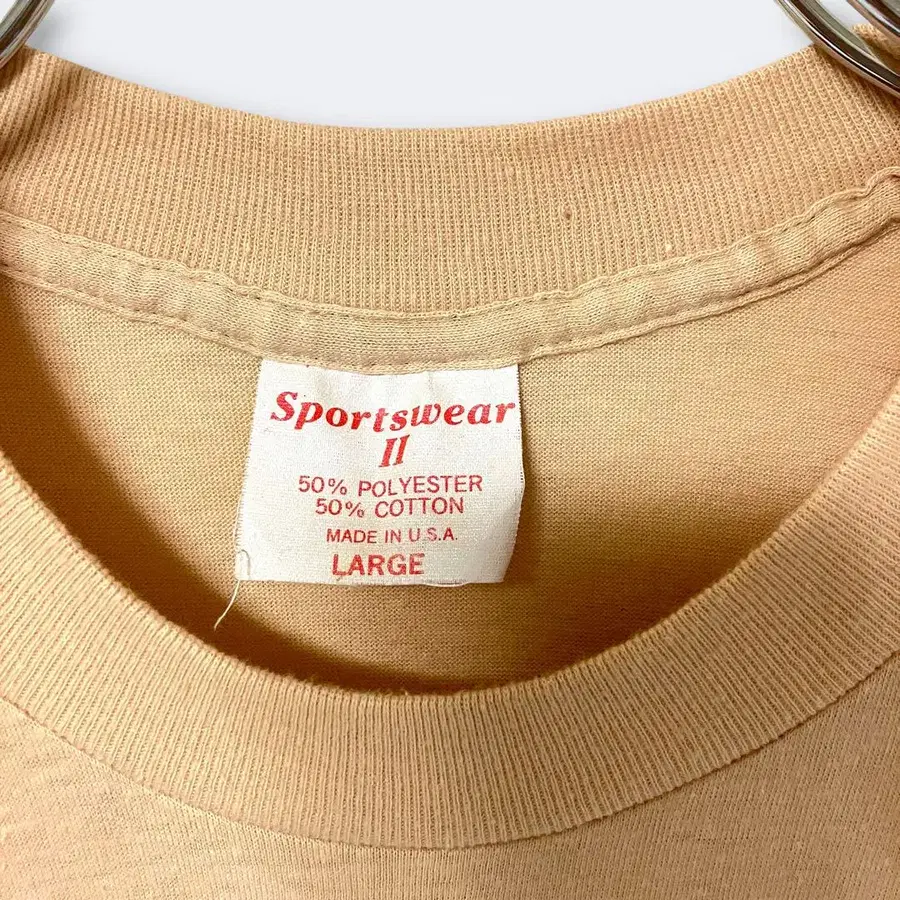 Sportswear
II
50% POLYESTER
50% COTTON
MADE IN U.S.A.
LARGE